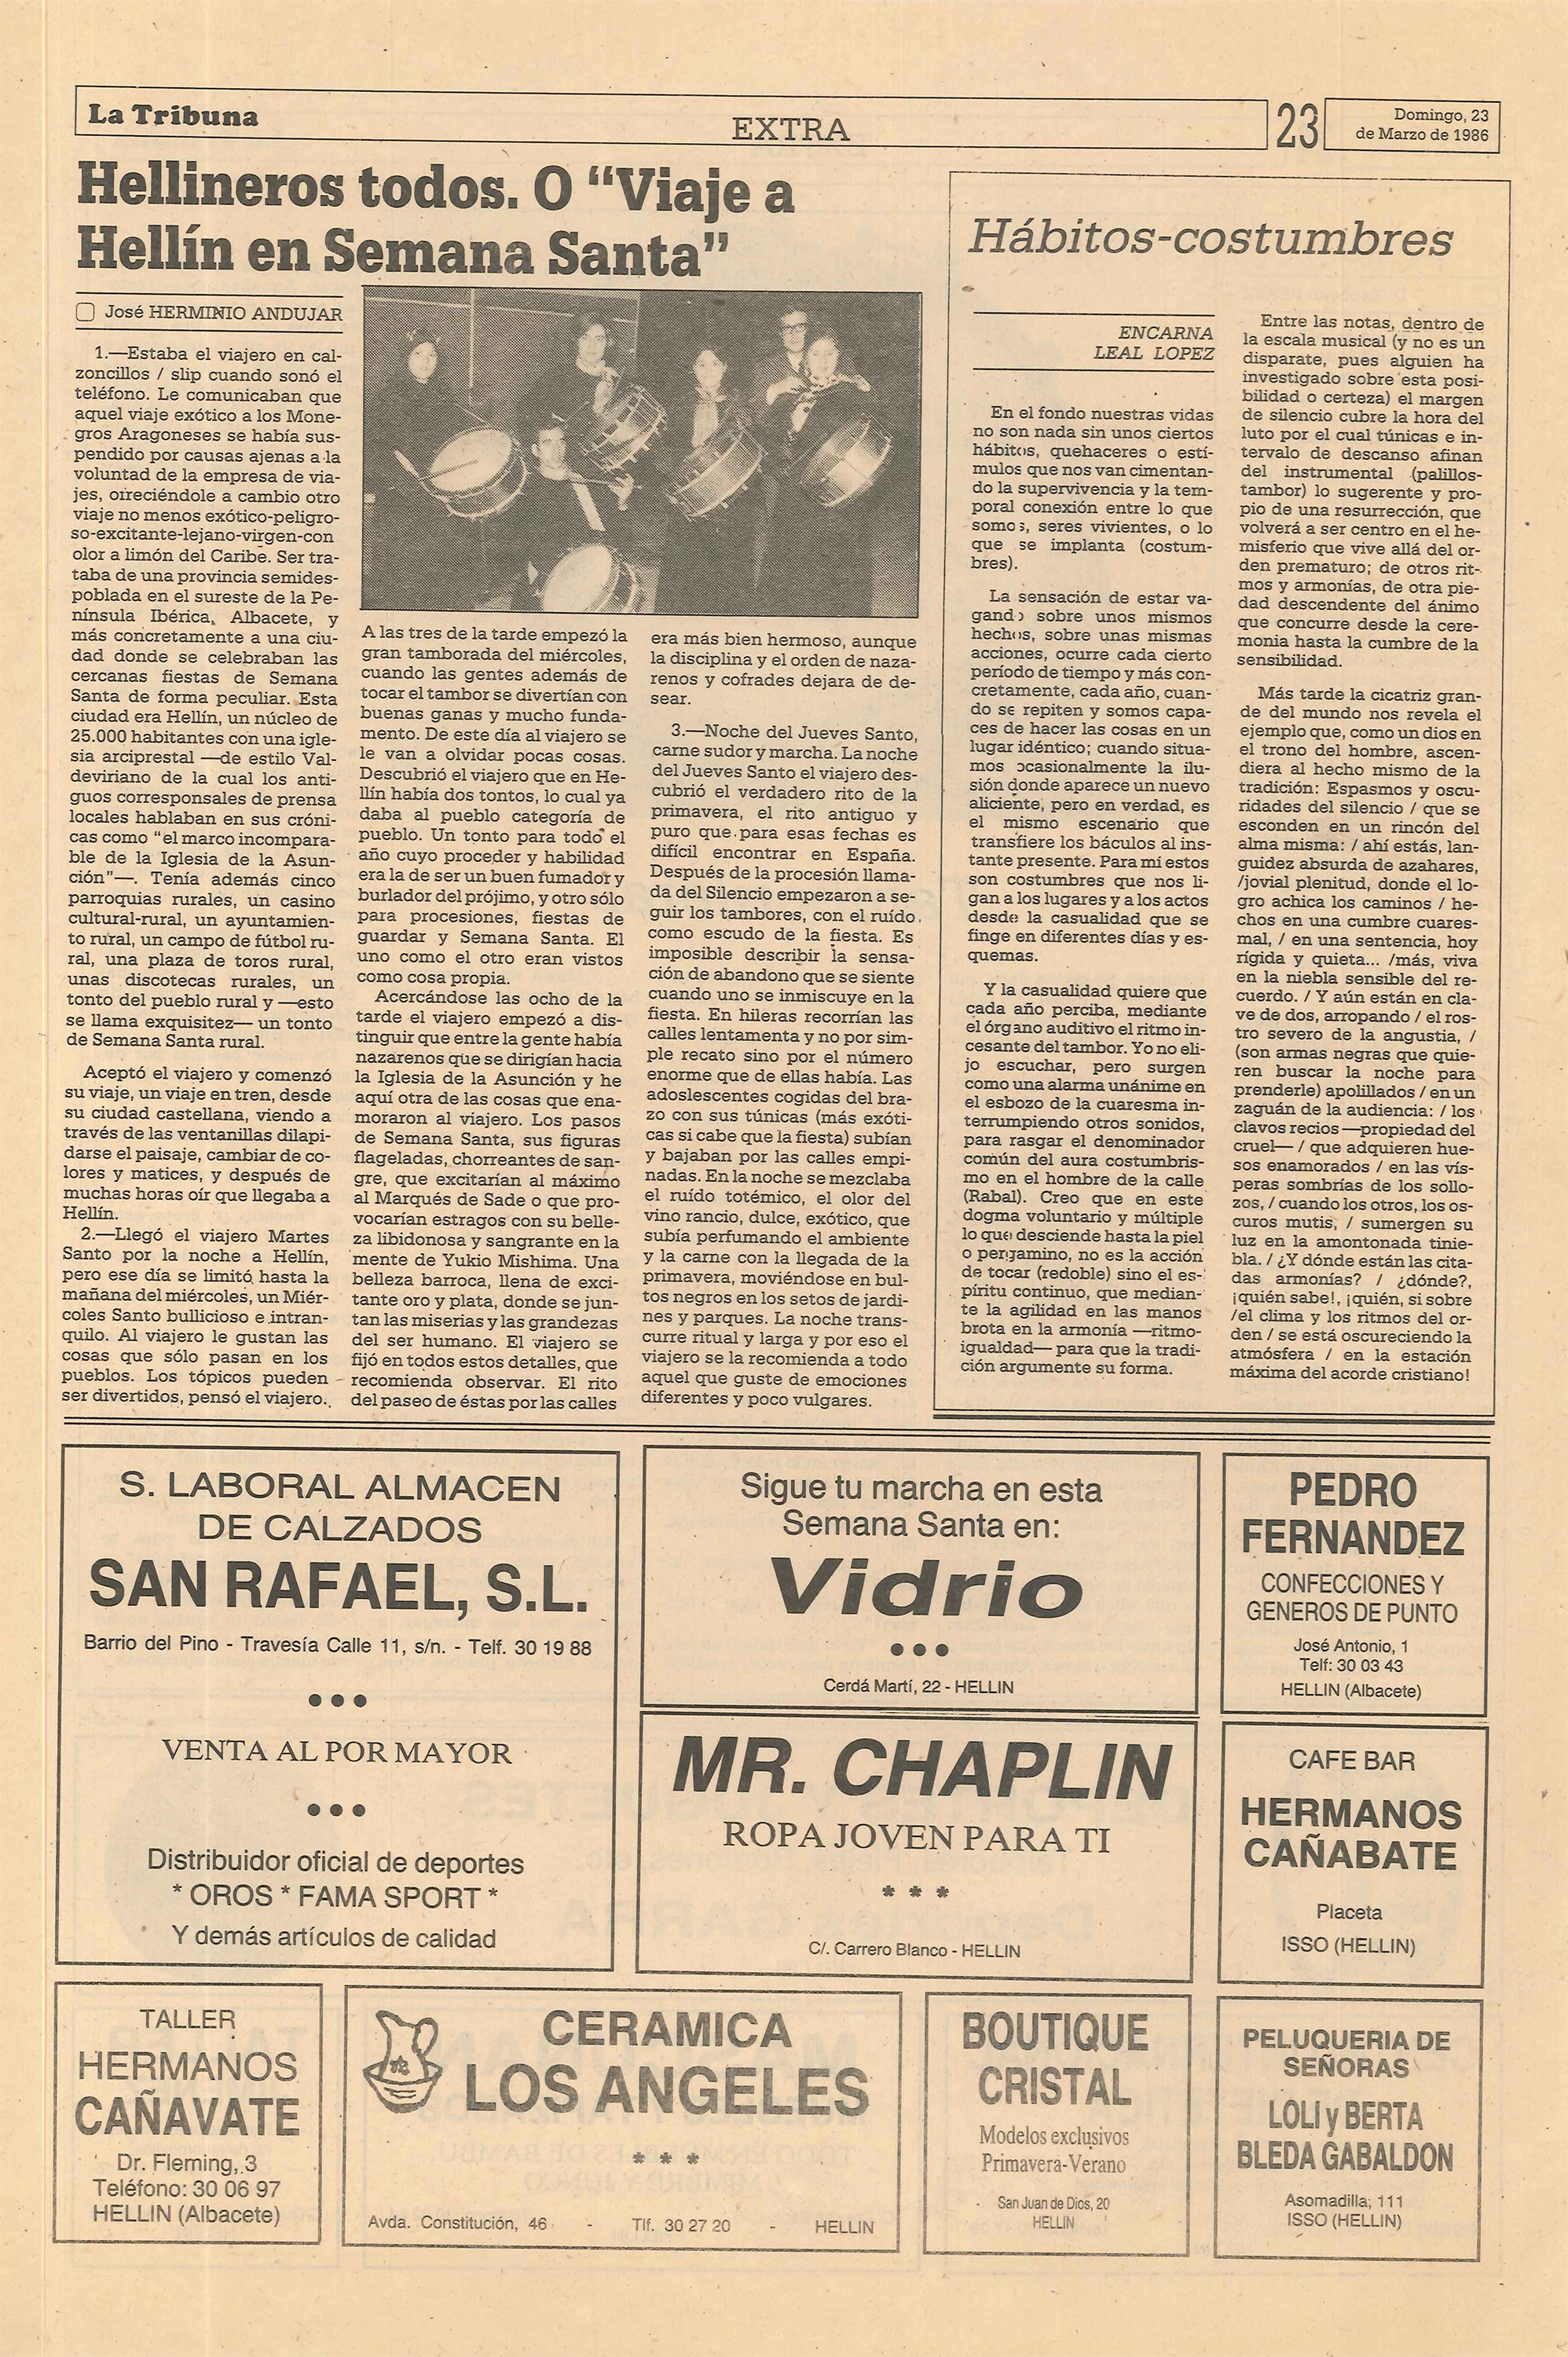 La Tribuna
EXTRA
23
Domingo, 23
de Marzo de 1986
Hellineros todos. O “Viaje a
Hellín en Semana Santa”
José HERMINIO ANDUJAR
1.—Estaba el viajero en cal-
zoncillos / slip cuando sonó el
teléfono. Le comunicaban que
aquel viaje exótico a los Mone-
gros Aragoneses se había sus-
pendido por causas ajenas a la
voluntad de la empresa de via-
jes, ofreciéndole a cambio otro
viaje no menos exótico-peligro-
so-excitante-lejano-virgen-con
olor a limón del Caribe. Ser tra-
taba de una provincia semides-
poblada en el sureste de la Pe-
nínsula Ibérica, Albacete, y
más concretamente a una ciu-
dad donde se celebraban las
cercanas fiestas de Semana
Santa de forma peculiar. Esta
ciudad era Hellín, un núcleo de
25.000 habitantes con una igle-
sia arciprestal —de estilo Val-
deviriano de la cual los anti-
guos corresponsales de prensa
locales hablaban en sus cróni-
cas como “el marco incompara-
ble de la Iglesia de la Asun-
ción”—. Tenía además cinco
parroquias rurales, un casino
cultural-rural, un ayuntamien-
to rural, un campo de fútbol ru-
ral, una plaza de toros rural,
unas discotecas rurales, un
tonto del pueblo rural y —esto
se llama exquisitez— un tonto
de Semana Santa rural.
Aceptó el viajero y comenzó
su viaje, un viaje en tren, desde
su ciudad castellana, viendo a
través de las ventanillas dilapi-
darse el paisaje, cambiar de co-
lores y matices, y después de
muchas horas oír que llegaba a
Hellín.
2.—Llegó el viajero Martes
Santo por la noche a Hellín,
pero ese día se limitó hasta la
mañana del miércoles, un Miér-
coles Santo bullicioso e intran-
quilo. Al viajero le gustan las
cosas que sólo pasan en los
pueblos. Los tópicos pueden
ser divertidos, pensó el viajero.
A las tres de la tarde empezó la
gran tamborada del miércoles,
cuando las gentes además de
tocar el tambor se divertían con
buenas ganas y mucho funda-
mento. De este día al viajero se
le van a olvidar pocas cosas.
Descubrió el viajero que en He-
llín había dos tontos, lo cual ya
daba al pueblo categoría de
pueblo. Un tonto para todo el
año cuyo proceder y habilidad
era la de ser un buen fumador y
burlador del prójimo, y otro sólo
para procesiones, fiestas de
guardar y Semana Santa. El
uno como el otro eran vistos
como cosa propia.
Acercándose las ocho de la
tarde el viajero empezó a dis-
tinguir que entre la gente había
nazarenos que se dirigían hacia
la Iglesia de la Asunción y he
aquí otra de las cosas que ena-
moraron al viajero. Los pasos
de Semana Santa, sus figuras
flageladas, chorreantes de san-
gre, que excitarían al máximo
al Marqués de Sade o que pro-
vocarían estragos con su belle-
za libidonosa y sangrante en la
mente de Yukio Mishima. Una
belleza barroca, llena de exci-
tante oro y plata, donde se jun-
tan las miserias y las grandezas
del ser humano. El viajero se
fijó en todos estos detalles, que
recomienda observar. El rito
del paseo de éstas por las calles
era más bien hermoso, aunque
la disciplina y el orden de naza-
renos y cofrades dejara de de-
sear.
3.—Noche del Jueves Santo,
carne sudor y marcha. La noche
del Jueves Santo el viajero des-
cubrió el verdadero rito de la
primavera, el rito antiguo y
puro que para esas fechas es
difícil encontrar en España.
Después de la procesión llama-
da del Silencio empezaron a se-
guir los tambores, con el ruído
como escudo de la fiesta. Es
imposible describir la sensa-
ción de abandono que se siente
cuando uno se inmiscuye en la
fiesta. En hileras recorrían las
calles lentamenta y no por sim-
ple recato sino por el número
enorme que de ellas había. Las
adoslescentes cogidas del bra-
zo con sus túnicas (más exóti-
cas si cabe que la fiesta) subían
y bajaban por las calles empi-
nadas. En la noche se mezclaba
el ruído totémico, el olor del
vino rancio, dulce, exótico, que
subía perfumando el ambiente
y la carne con la llegada de la
primavera, moviéndose en bul-
tos negros en los setos de jardi-
nes y parques. La noche trans-
curre ritual y larga y por eso el
viajero se la recomienda a todo
aquel que guste de emociones
diferentes y poco vulgares.
Hábitos-costumbres
ENCARNA
LEAL LOPEZ
En el fondo nuestras vidas
no son nada sin unos ciertos
hábitos, quehaceres o estí-
mulos que nos van cimentan-
do la supervivencia y la tem-
poral conexión entre lo que
somos, seres vivientes, o lo
que se implanta (costum-
bres).
La sensación de estar va-
gando sobre unos mismos
hechos, sobre unas mismas
acciones, ocurre cada cierto
período de tiempo y más con-
cretamente, cada año, cuan-
do se repiten y somos capa-
ces de hacer las cosas en un
lugar idéntico; cuando situa-
mos ocasionalmente la ilu-
sión donde aparece un nuevo
aliciente, pero en verdad, es
el mismo escenario que
transfiere los báculos al ins-
tante presente. Para mí estos
son costumbres que nos li-
gan a los lugares y a los actos
desde la casualidad que se
finge en diferentes días y es-
quemas.
Y la casualidad quiere que
cada año perciba, mediante
el órgano auditivo el ritmo in-
cesante del tambor. Yo no eli-
jo escuchar, pero surgen
como una alarma unánime en
el esbozo de la cuaresma in-
terrumpiendo otros sonidos,
para rasgar el denominador
común del aura costumbris-
mo en el hombre de la calle
(Rabal). Creo que en este
dogma voluntario y múltiple
lo que desciende hasta la piel
o pergamino, no es la acción
de tocar (redoble) sino el es-
píritu continuo, que median-
te la agilidad en las manos
brota en la armonía —ritmo-
igualdad— para que la tradi-
ción argumente su forma.
Entre las notas, dentro de
la escala musical (y no es un
disparate, pues alguien ha
investigado sobre esta posi-
bilidad o certeza) el margen
de silencio cubre la hora del
luto por el cual túnicas e in-
tervalo de descanso afinan
del instrumental (palillos-
tambor) lo sugerente y pro-
pio de una resurrección, que
volverá a ser centro en el he-
misferio que vive allá del or-
den prematuro; de otros rit-
mos y armonías, de otra pie-
dad descendente del ánimo
que concurre desde la cere-
monia hasta la cumbre de la
sensibilidad.
Más tarde la cicatriz gran-
de del mundo nos revela el
ejemplo que, como un dios en
el trono del hombre, ascen-
diera al hecho mismo de la
tradición: Espasmos y oscu-
ridades del silencio / que se
esconden en un rincón del
alma misma: / ahí estás, lan-
guidez absurda de azahares,
/jovial plenitud, donde el lo-
gro achica los caminos / he-
chos en una cumbre cuares-
mal, / en una sentencia, hoy
rígida y quieta... /más, viva
en la niebla sensible del re-
cuerdo. / Y aún están en cla-
ve de dos, arropando / el ros-
tro severo de la angustia, /
(son armas negras que quie-
ren buscar la noche para
prenderle) apolillados / en un
zaguán de la audiencia: / los
clavos recios —propiedad del
cruel— / que adquieren hue-
sos enamorados / en las vís-
peras sombrías de los sollo-
zos, / cuando los otros, los os-
curos mutis, / sumergen su
luz en la amontonada tinie-
bla. / ¿Y dónde están las cita-
das armonías? / ¿dónde?,
¡quién sabe!, ¡quién, si sobre
/el clima y los ritmos del or-
den / se está oscureciendo la
atmósfera / en la estación
máxima del acorde cristiano!
S. LABORAL ALMACEN
DE CALZADOS
SAN RAFAEL, S.L.
Barrio del Pino - Travesía Calle 11, s/n. - Telf. 30 19 88
•••
VENTA AL POR MAYOR
•••
Distribuidor oficial de deportes
* OROS * FAMA SPORT *
Y demás artículos de calidad
Sigue tu marcha en esta
Semana Santa en:
Vidrio
•••
Cerdá Martí, 22 - HELLIN
PEDRO
FERNANDEZ
CONFECCIONES Y
GENEROS DE PUNTO
José Antonio, 1
Telf: 30 03 43
HELLIN (Albacete)
MR. CHAPLIN
ROPA JOVEN PARA TI
* * *
C/. Carrero Blanco - HELLIN
CAFE BAR
HERMANOS
CAÑABATE
Placeta
ISSO (HELLIN)
TALLER
HERMANOS
CAÑAVATE
Dr. Fleming, 3
Teléfono: 30 06 97
HELLIN (Albacete)
CERAMICA
LOS ANGELES
* * *
Avda. Constitución, 46 - Tlf. 30 27 20 - HELLIN
BOUTIQUE
CRISTAL
Modelos exclusivos
Primavera-Verano
San Juan de Dios, 20
HELLIN
PELUQUERIA DE
SEÑORAS
LOLI y BERTA
BLEDA GABALDON
Asomadilla, 111
ISSO (HELLIN)